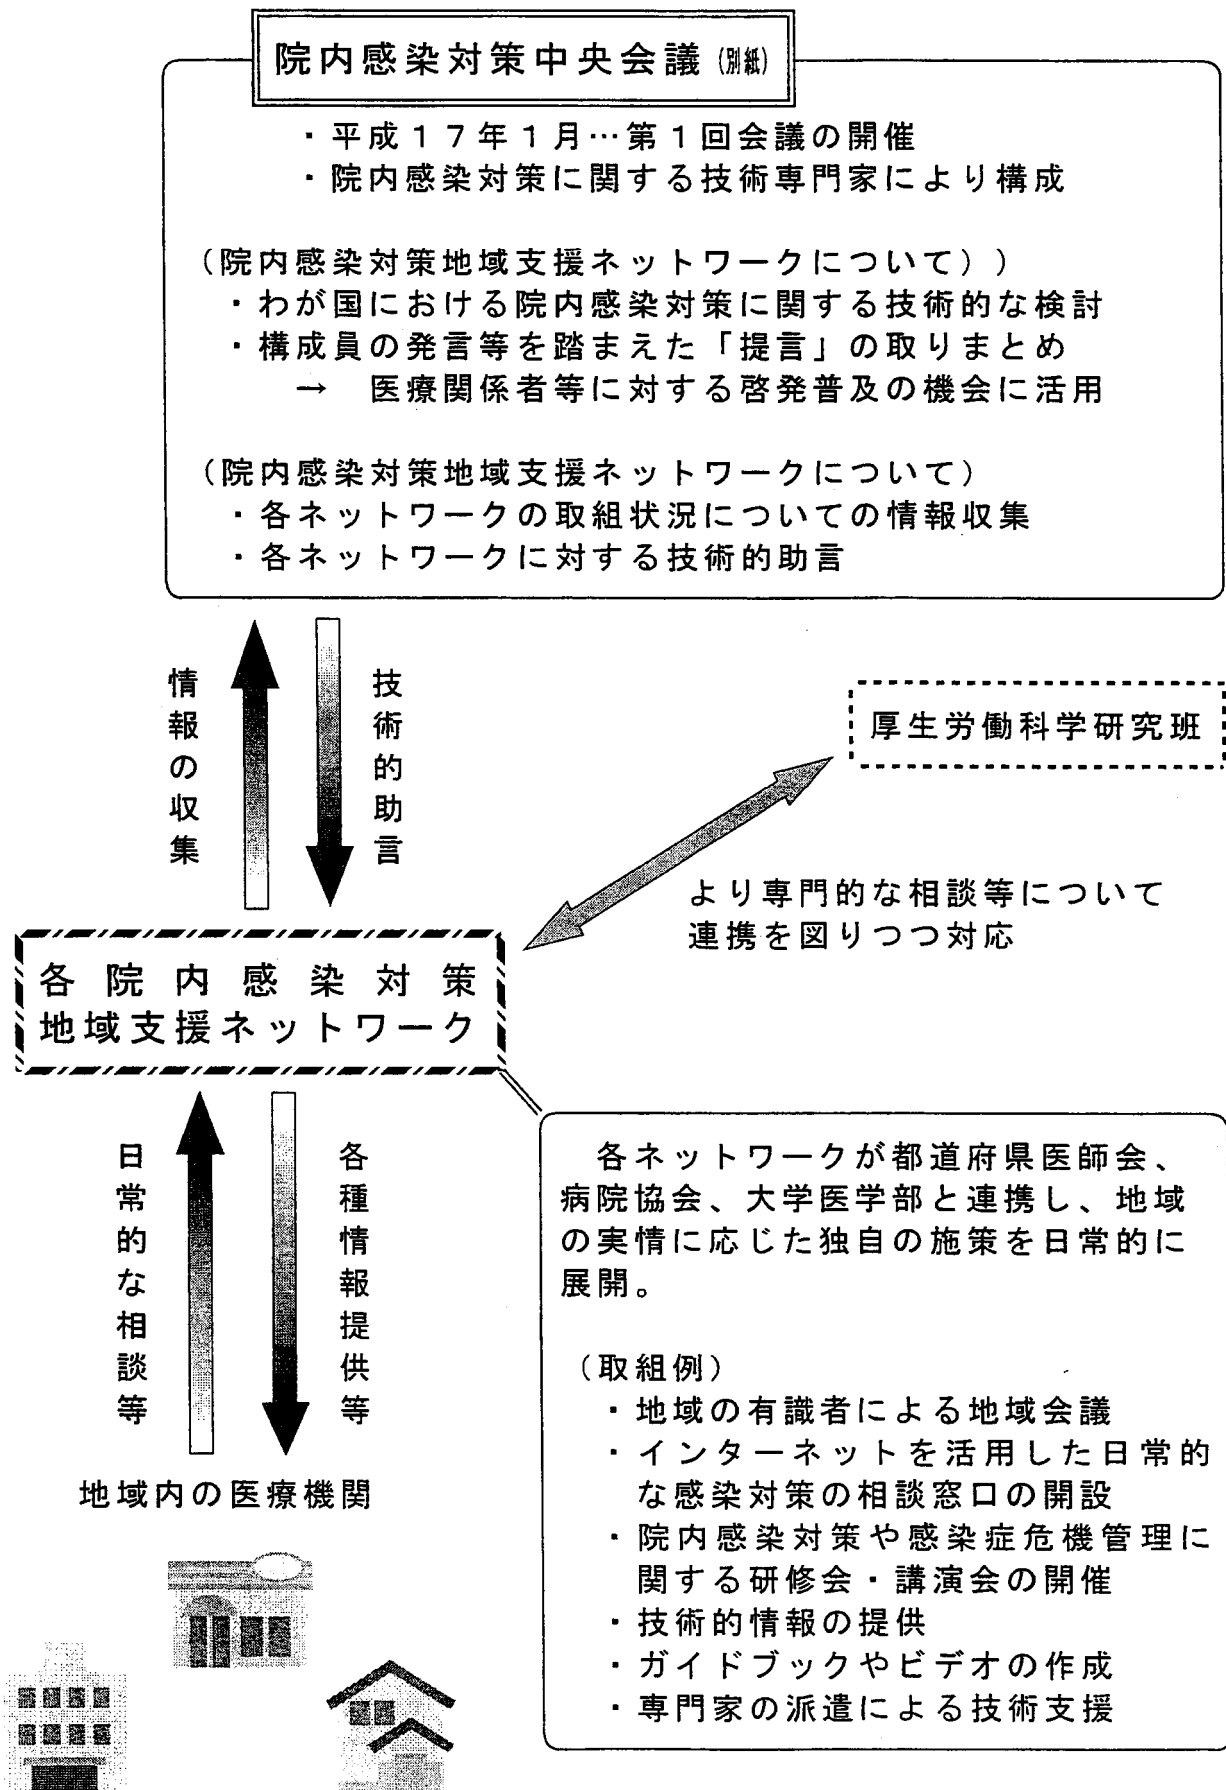 院内感染対策中央会議(別紙)
・平成17年1月…第1回会議の開催
・院内感染対策に関する技術専門家により構成
(院内感染対策地域支援ネットワークについて))
・わが国における院内感染対策に関する技術的な検討
・構成員の発言等を踏まえた「提言」の取りまとめ
→ 医療関係者等に対する啓発普及の機会に活用
(院内感染対策地域支援ネットワークについて)
・各ネットワークの取組状況についての情報収集
・各ネットワークに対する技術的助言
情報の収集
技術的助言
厚生労働科学研究班
より専門的な相談等について
連携を図りつつ対応
各院内感染対策
地域支援ネットワーク
日常的な相談等
各種情報提供等
地域内の医療機関
各ネットワークが都道府県医師会、
病院協会、大学医学部と連携し、地域
の実情に応じた独自の施策を日常的に
展開。
(取組例)
・地域の有識者による地域会議
・インターネットを活用した日常的
な感染対策の相談窓口の開設
・院内感染対策や感染症危機管理に
関する研修会・講演会の開催
・技術的情報の提供
・ガイドブックやビデオの作成
・専門家の派遣による技術支援